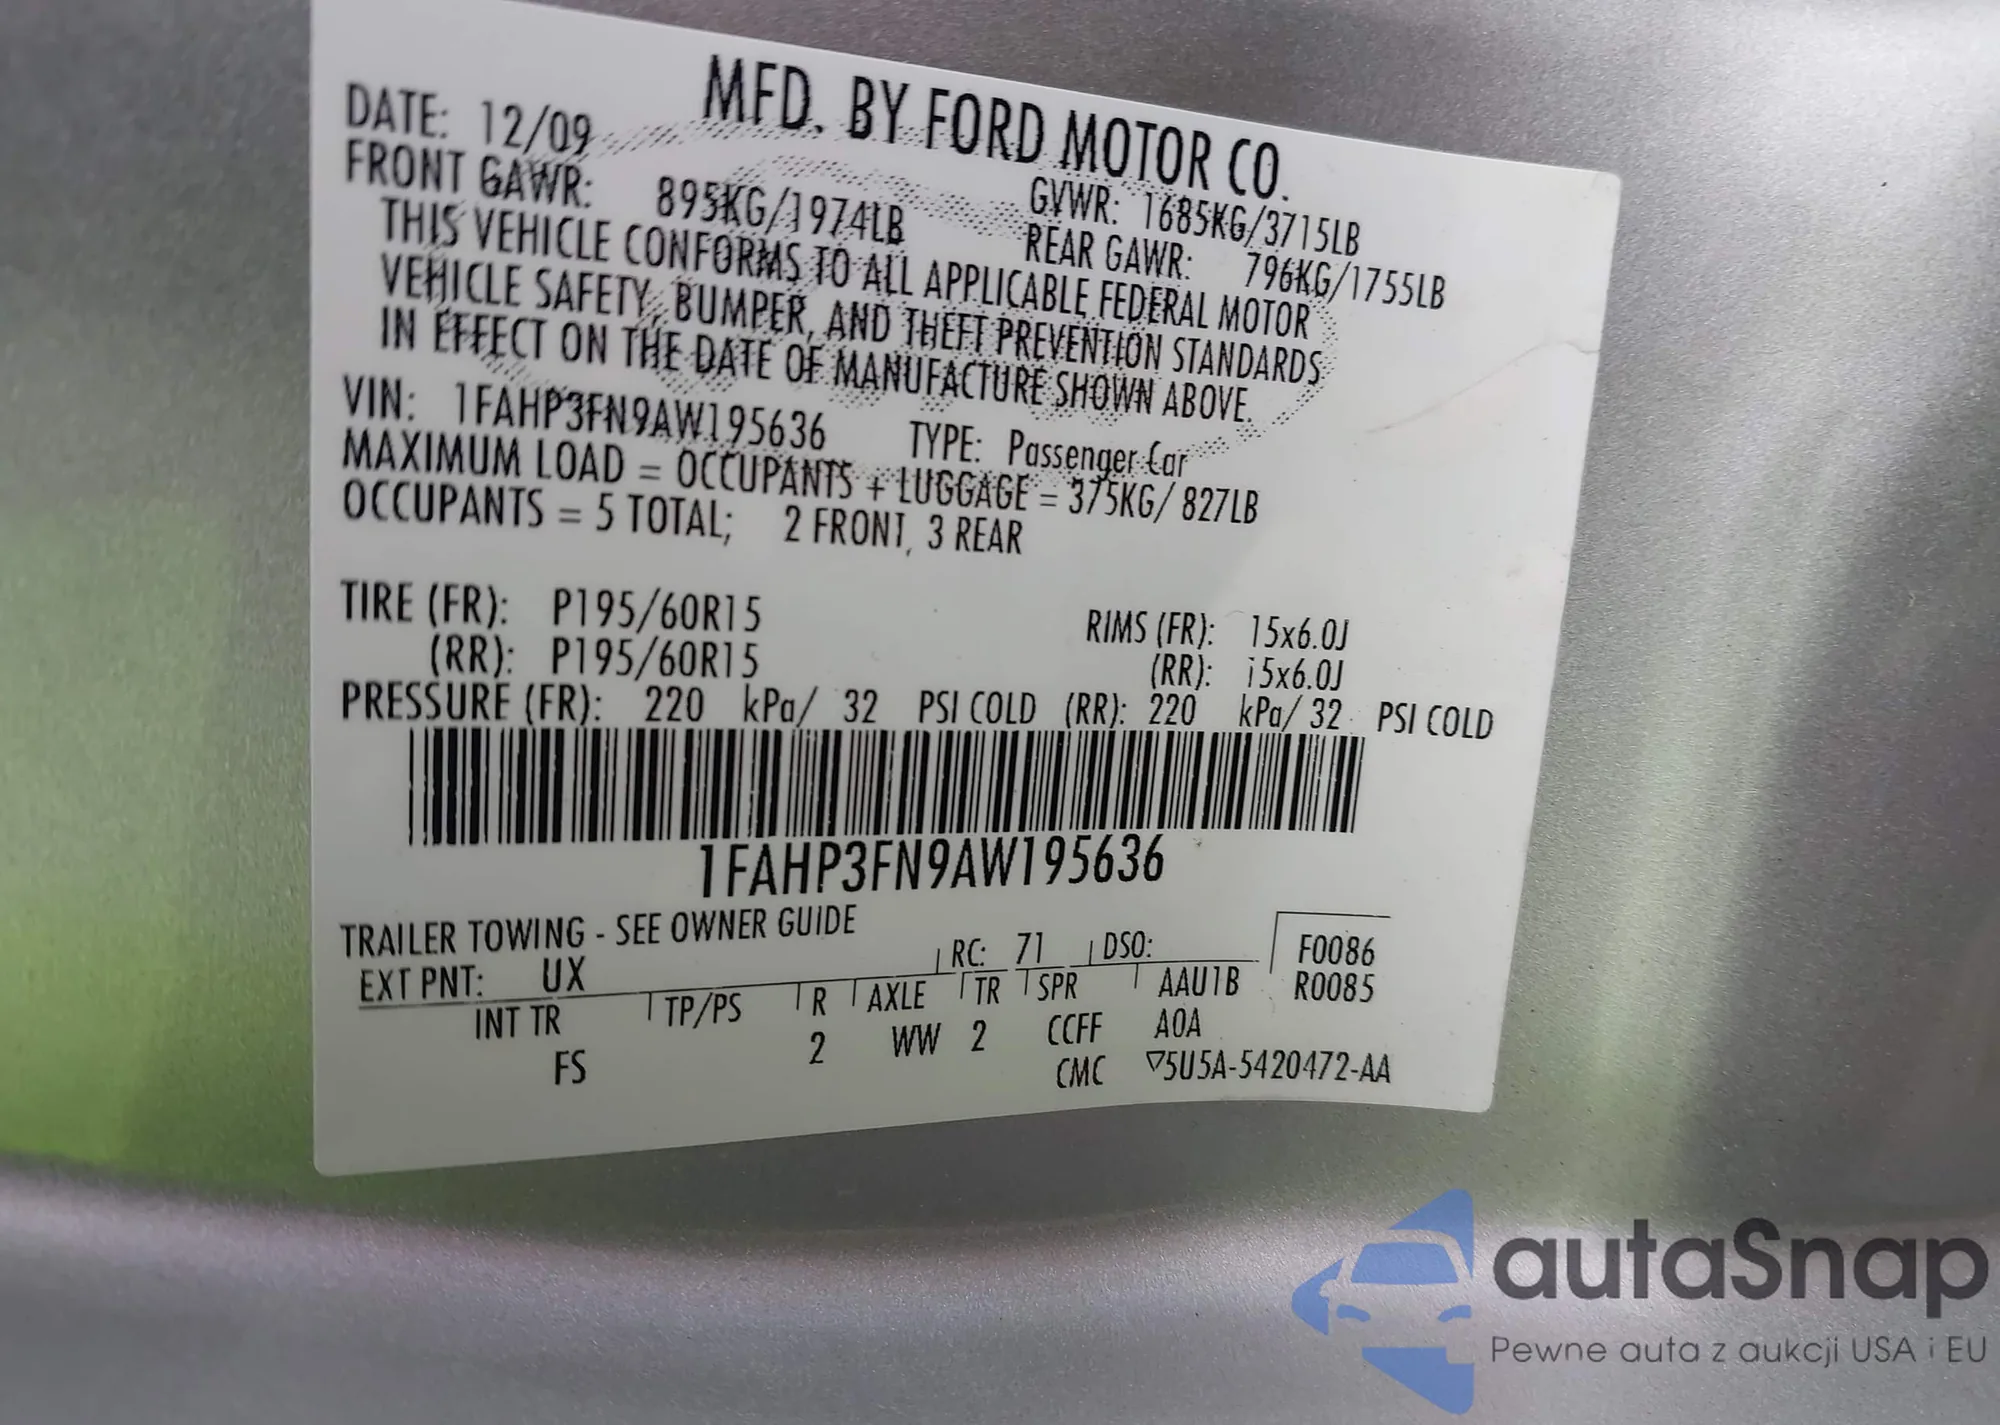 MFD. BY FORD MOTOR CO.
DATE: 12/09
GVWR: 1685KG/3715LB
FRONT GAWR: 895KG/1974LB
REAR GAWR: 796KG/1755LB
THIS VEHICLE CONFORMS TO ALL APPLICABLE FEDERAL MOTOR
VEHICLE SAFETY, BUMPER, AND THEFT PREVENTION STANDARDS
IN EFFECT ON THE DATE OF MANUFACTURE SHOWN ABOVE.
VIN: 1FAHP3FN9AW195636 TYPE: Passenger Car
MAXIMUM LOAD = OCCUPANTS + LUGGAGE = 375KG/ 827LB
OCCUPANTS = 5 TOTAL; 2 FRONT, 3 REAR
TIRE (FR): P195/60R15 RIMS (FR): 15x6.0J
(RR): P195/60R15 (RR): 15x6.0J
PRESSURE (FR): 220 kPa/ 32 PSI COLD (RR): 220 kPa/ 32 PSI COLD
1FAHP3FN9AW195636
TRAILER TOWING - SEE OWNER GUIDE
EXT PNT: UX RC: 71 DSO: F0086
INT TR TP/PS R AXLE TR SPR AAU1B R0085
FS 2 WW 2 CCFF A0A
CMC ▽5U5A-5420472-AA
autaSnap
Pewne auta z aukcji USA i EU